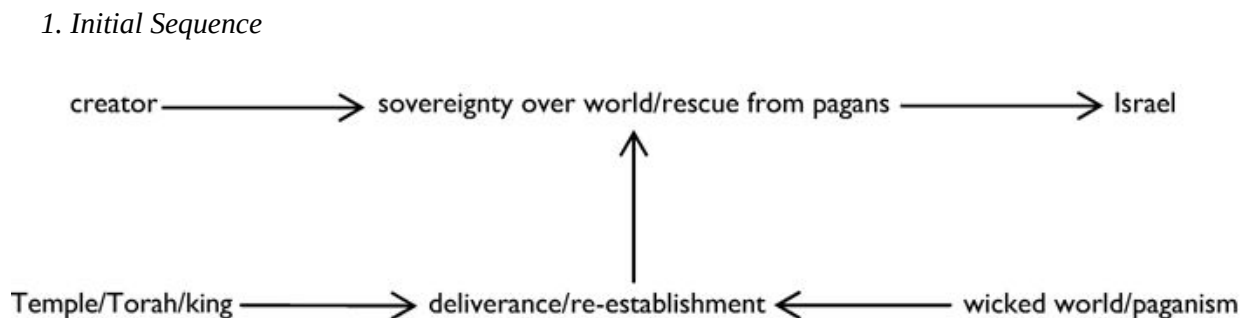 1. Initial Sequence
creator sovereignty over world/rescue from pagans Israel
Temple/Torah/king deliverance/re-establishment wicked world/paganism